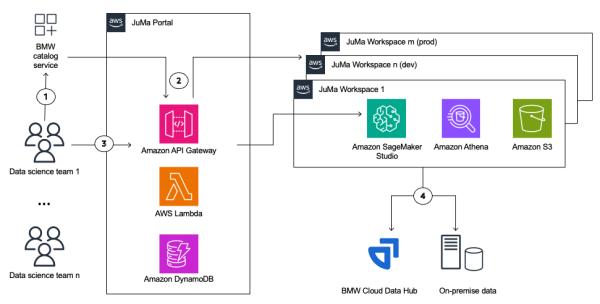 aws
JuMa Portal
BMW
catalog
service
1
2
3
Data science team 1
...
Data science team n
Amazon API Gateway
AWS Lambda
Amazon DynamoDB
aws
JuMa Workspace m (prod)
aws
JuMa Workspace n (dev)
aws
JuMa Workspace 1
Amazon SageMaker
Studio
Amazon Athena
Amazon S3
4
BMW Cloud Data Hub
On-premise data